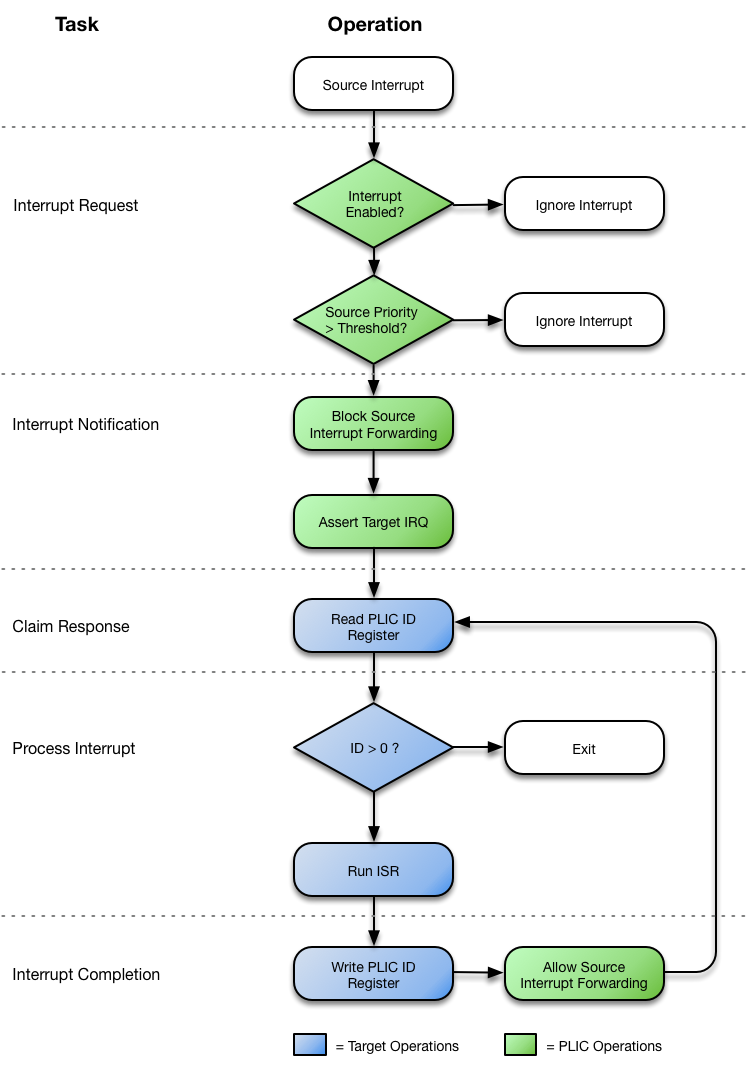 Task
Operation
Source Interrupt
Interrupt Request
Interrupt
Enabled?
Ignore Interrupt
Source Priority
> Threshold?
Ignore Interrupt
Interrupt Notification
Block Source
Interrupt Forwarding
Assert Target IRQ
Claim Response
Read PLIC ID
Register
Process Interrupt
ID > 0 ?
Exit
Run ISR
Interrupt Completion
Write PLIC ID
Register
Allow Source
Interrupt Forwarding
= Target Operations
= PLIC Operations